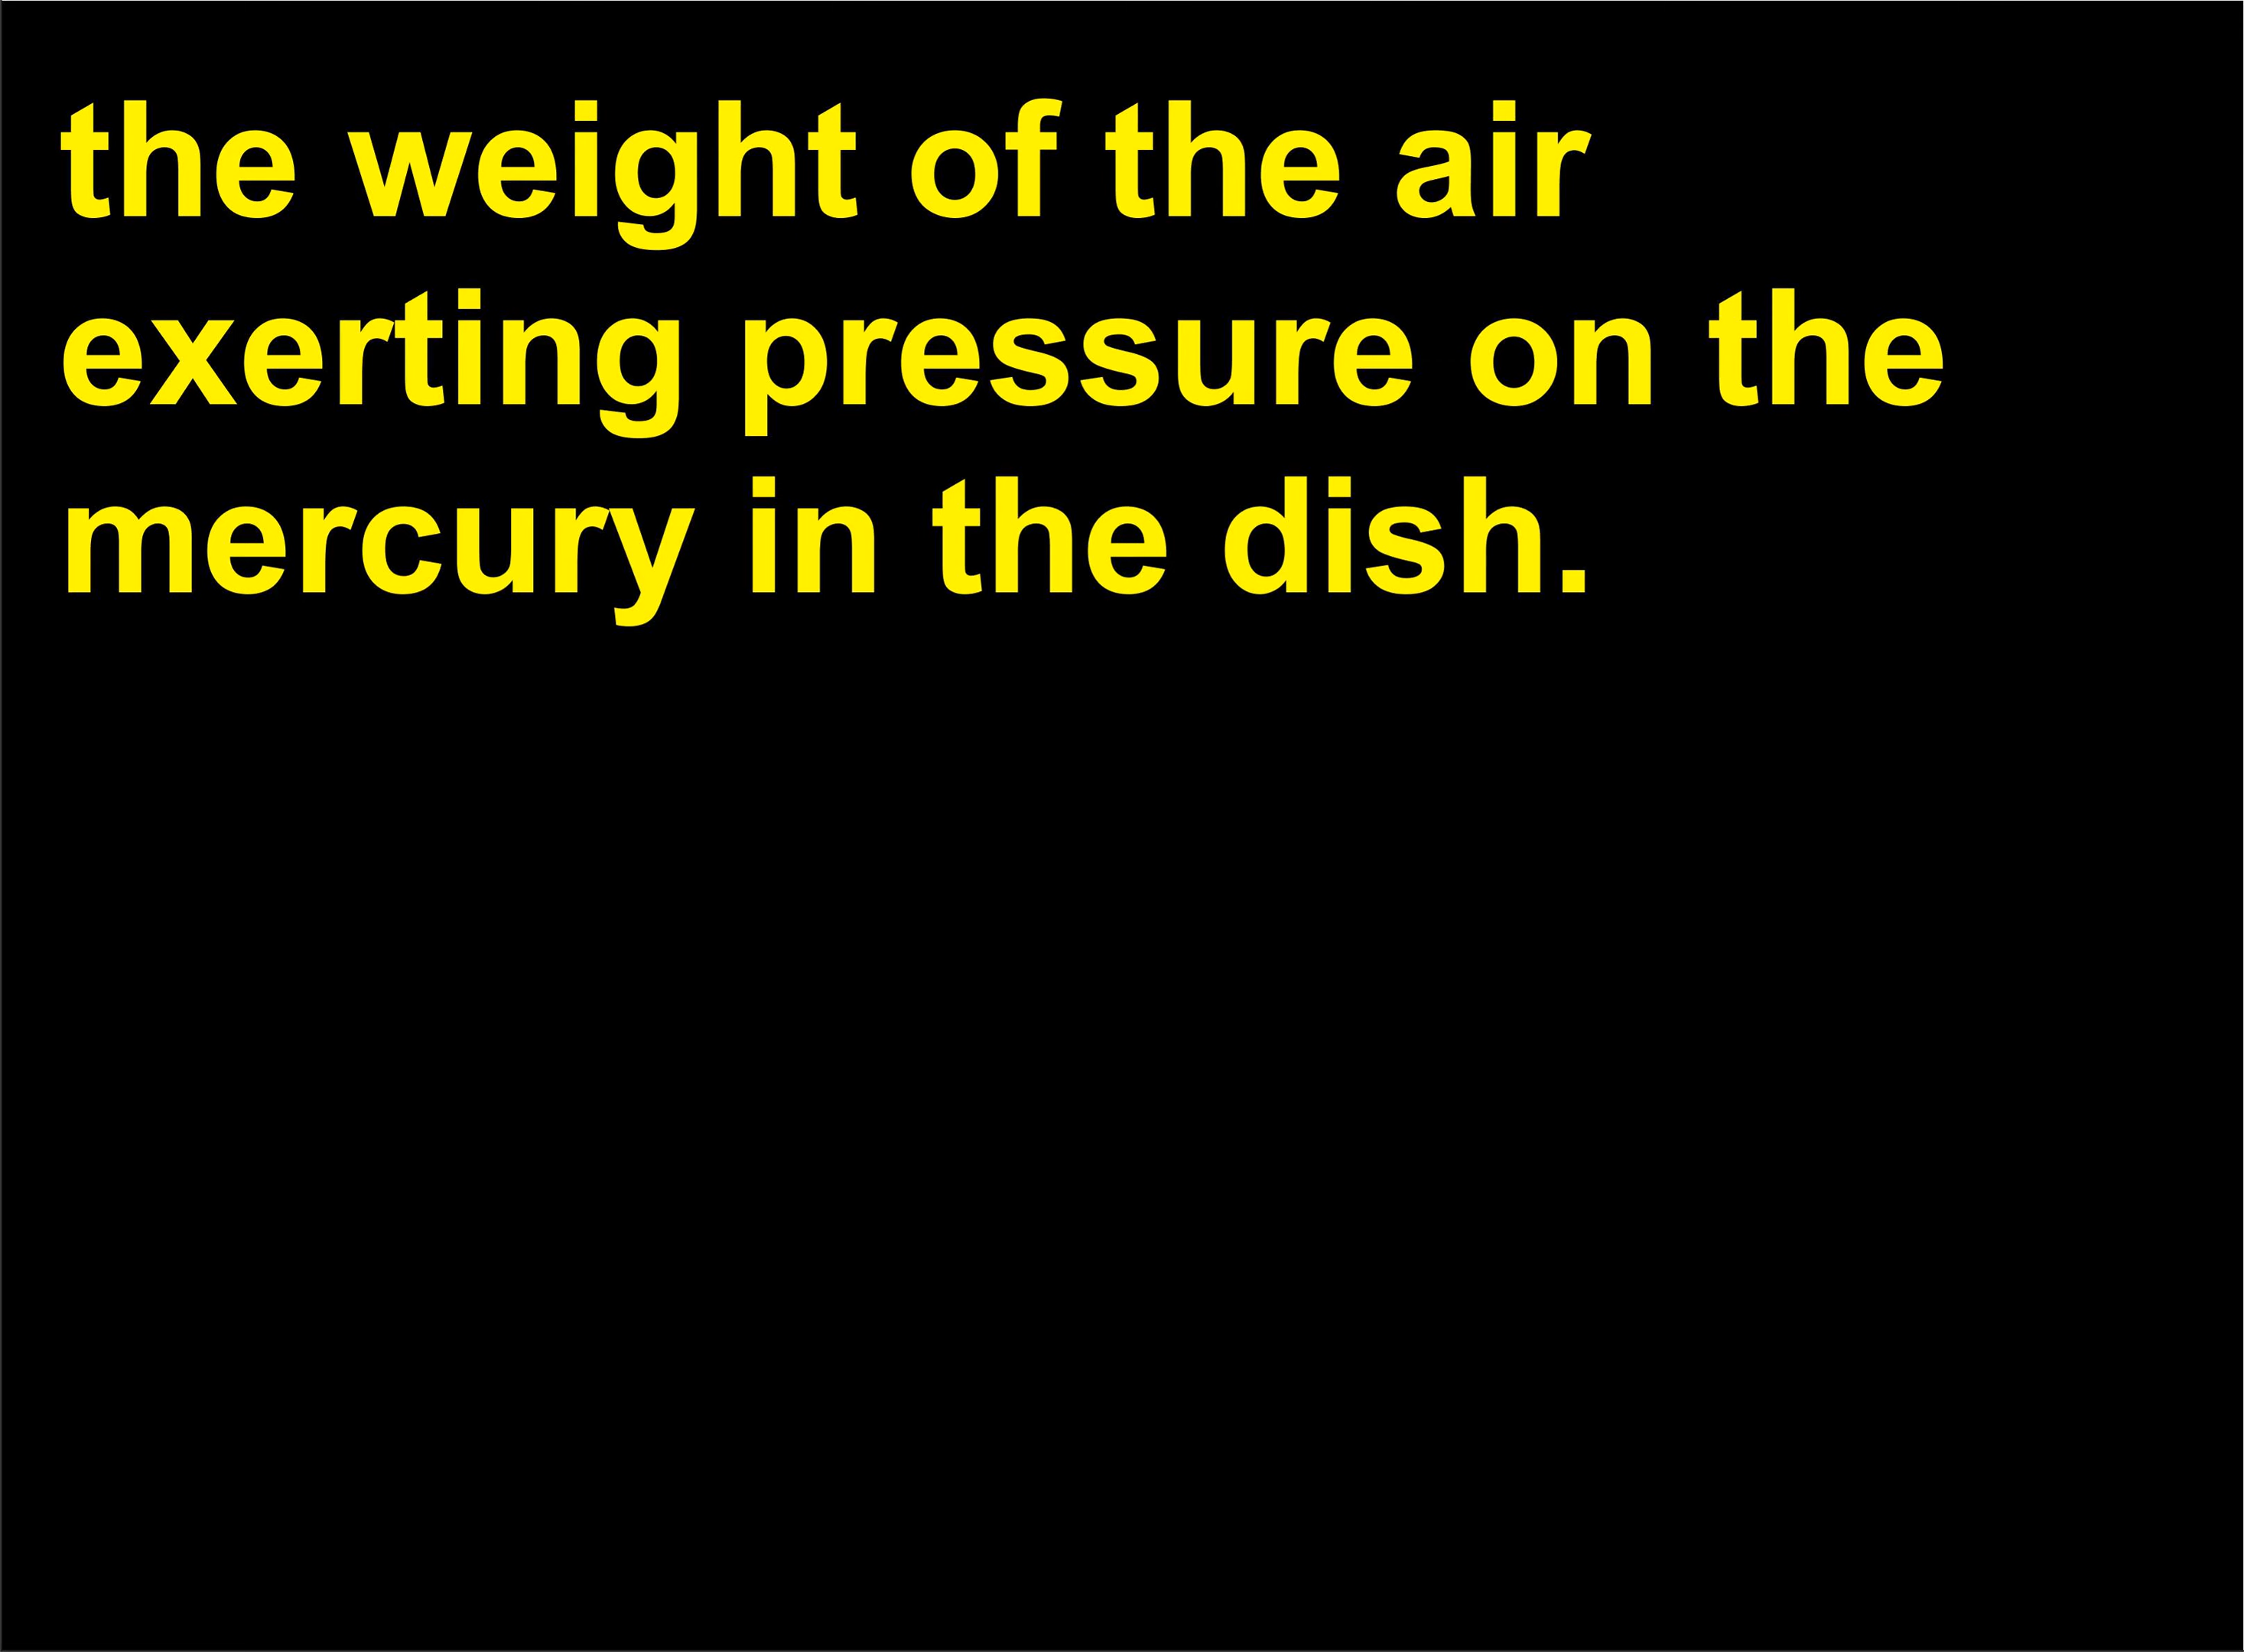 the weight of the air
exerting pressure on the
mercury in the dish.